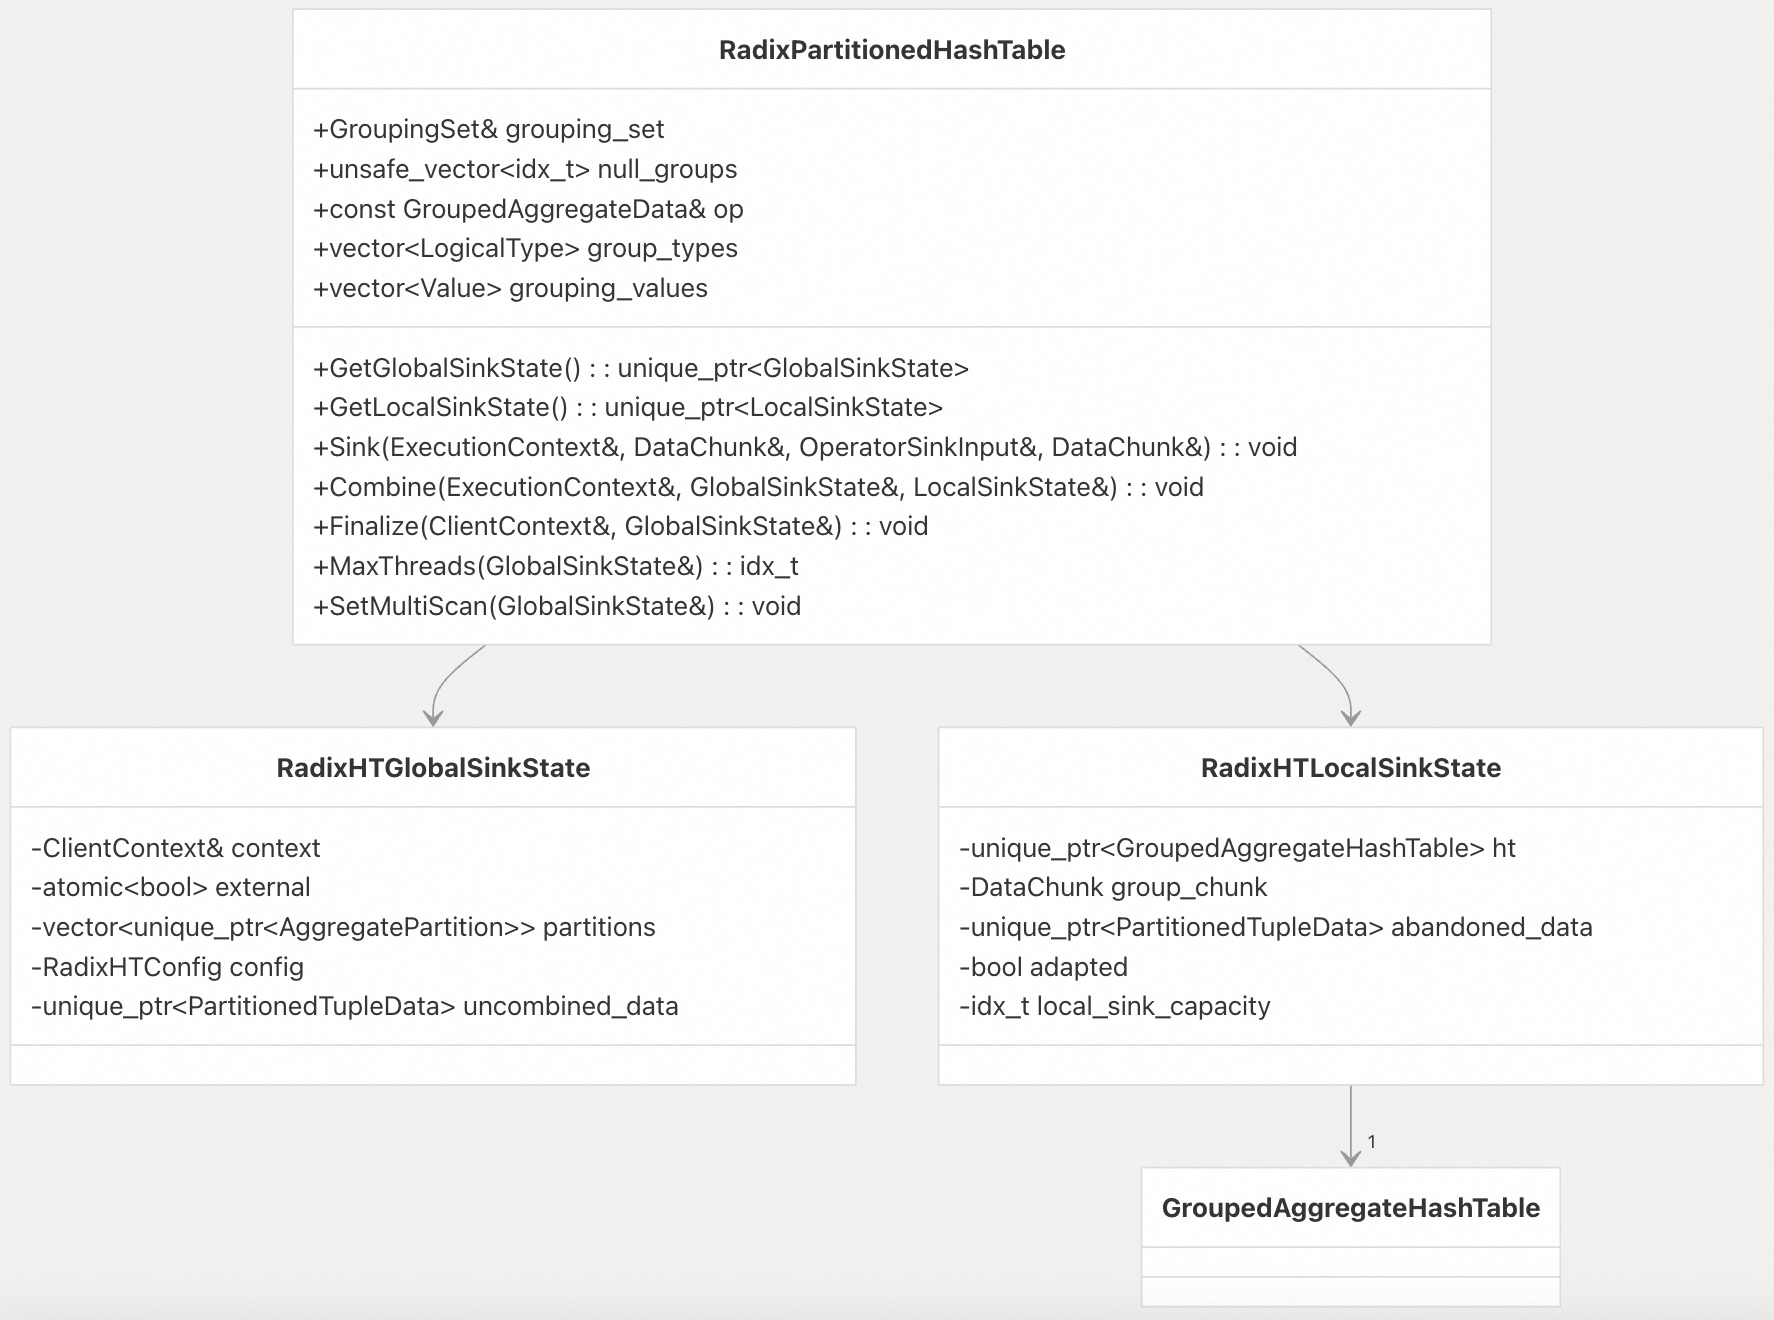 RadixPartitionedHashTable
+GroupingSet& grouping_set
+unsafe_vector<idx_t> null_groups
+const GroupedAggregateData& op
+vector<LogicalType> group_types
+vector<Value> grouping_values
+GetGlobalSinkState() : : unique_ptr<GlobalSinkState>
+GetLocalSinkState() : : unique_ptr<LocalSinkState>
+Sink(ExecutionContext&, DataChunk&, OperatorSinkInput&, DataChunk&) : : void
+Combine(ExecutionContext&, GlobalSinkState&, LocalSinkState&) : : void
+Finalize(ClientContext&, GlobalSinkState&) : : void
+MaxThreads(GlobalSinkState&) : : idx_t
+SetMultiScan(GlobalSinkState&) : : void
RadixHTGlobalSinkState
-ClientContext& context
-atomic<bool> external
-vector<unique_ptr<AggregatePartition>> partitions
-RadixHTConfig config
-unique_ptr<PartitionedTupleData> uncombined_data
RadixHTLocalSinkState
-unique_ptr<GroupedAggregateHashTable> ht
-DataChunk group_chunk
-unique_ptr<PartitionedTupleData> abandoned_data
-bool adapted
-idx_t local_sink_capacity
1
GroupedAggregateHashTable